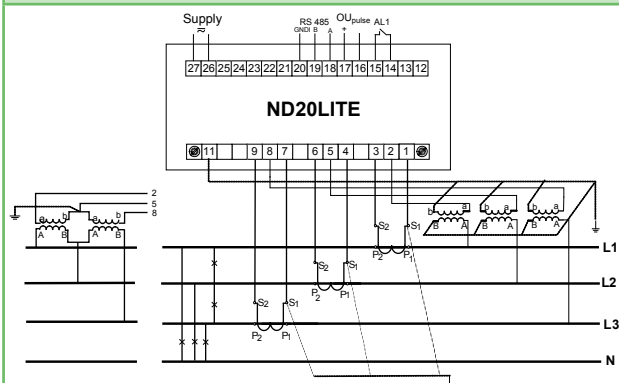 Supply
≂
RS 485 OUpulse AL1
GNDI B A +
27 26 25 24 23 22 21 20 19 18 17 16 15 14 13 12
ND20LITE
11 9 8 7 6 5 4 3 2 1
2
5
8
a b a b
A B A B
b a b a b a
B A B A B A
S2 S1
P2 P1
L1
S2 S1
P2 P1
L2
S2 S1
P2 P1
L3
N